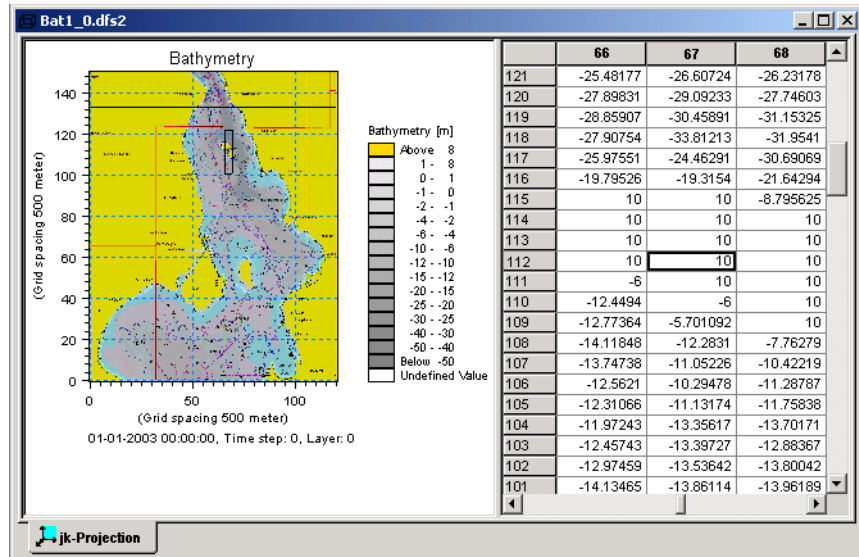 Bat1_0.dfs2
Bathymetry
140
120
100
80
60
40
20
0
(Grid spacing 500 meter)
0 50 100
(Grid spacing 500 meter)
01-01-2003 00:00:00, Time step: 0, Layer: 0
Bathymetry [m]
Above 8
1 - 8
0 - 1
-1 - 0
-2 - -1
-4 - -2
-6 - -4
-10 - -6
-12 - -10
-15 - -12
-20 - -15
-25 - -20
-30 - -25
-40 - -30
-50 - -40
Below -50
Undefined Value
66 67 68
121 -25.48177 -26.60724 -26.23178
120 -27.89831 -29.09233 -27.74603
119 -28.85907 -30.45891 -31.15325
118 -27.90754 -33.81213 -31.9541
117 -25.97551 -24.46291 -30.69069
116 -19.79526 -19.3154 -21.64294
115 10 10 -8.795625
114 10 10 10
113 10 10 10
112 10 10 10
111 -6 10 10
110 -12.4494 -6 10
109 -12.77364 -5.701092 10
108 -14.11848 -12.2831 -7.76279
107 -13.74738 -11.05226 -10.42219
106 -12.5621 -10.29478 -11.28787
105 -12.31066 -11.13174 -11.75838
104 -11.97243 -13.35617 -13.70171
103 -12.45743 -13.39727 -12.88367
102 -12.97459 -13.53642 -13.80042
101 -14.13465 -13.86114 -13.96189
jk-Projection